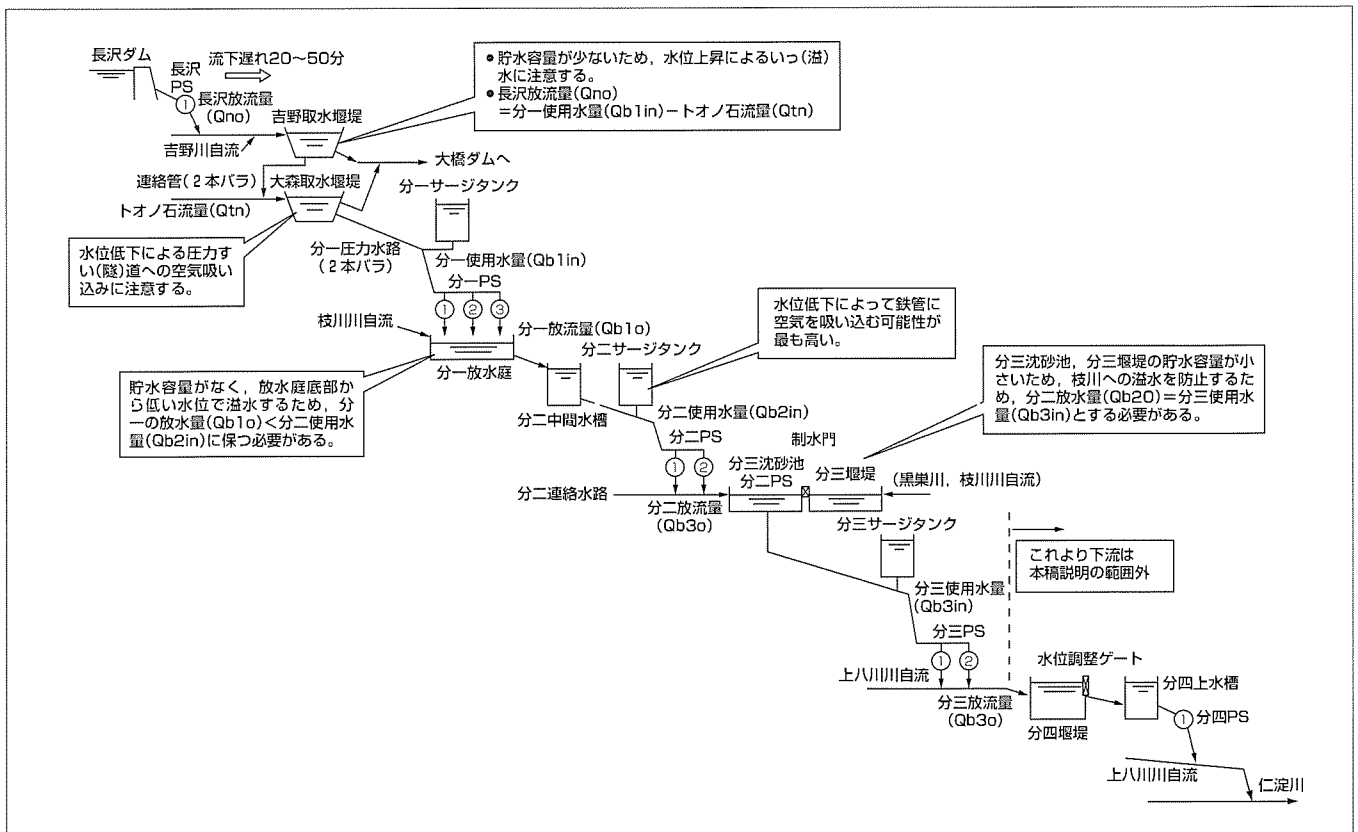 長沢ダム
流下遅れ20〜50分
長沢
PS
①
長沢放流量
(Qno)
吉野取水堰堤
吉野川自流
● 貯水容量が少ないため，水位上昇によるいっ(溢)
水に注意する。
● 長沢放流量(Qno)
＝分一使用水量(Qb1in)−トオノ石流量(Qtn)
大橋ダムへ
連絡管(2本バラ)
大森取水堰堤
トオノ石流量(Qtn)
分一サージタンク
水位低下による圧力す
い(隧)道への空気吸い
込みに注意する。
分一圧力水路
(2本バラ)
分一使用水量(Qb1in)
分一PS
① ② ③
枝川川自流
分一放流量(Qb1o)
分一放水庭
水位低下によって鉄管に
空気を吸い込む可能性が
最も高い。
分二サージタンク
貯水容量がなく，放水庭底部か
ら低い水位で溢水するため，分
一の放水量(Qb1o)＜分二使用水
量(Qb2in)に保つ必要がある。
分二中間水槽
分二使用水量(Qb2in)
分二PS
① ②
分三沈砂池，分三堰堤の貯水容量が小
さいため，枝川への溢水を防止するた
め，分二放水量(Qb20)＝分三使用水
量(Qb3in)とする必要がある。
制水門
分三沈砂池
分二PS
分三堰堤
(黒巣川，枝川川自流)
分二連絡水路
分二放流量
(Qb3o)
分三サージタンク
これより下流は
本稿説明の範囲外
分三使用水量
(Qb3in)
分三PS
① ②
上八川川自流
分三放流量
(Qb3o)
水位調整ゲート
分四堰堤
分四上水槽
① 分四PS
上八川川自流
仁淀川